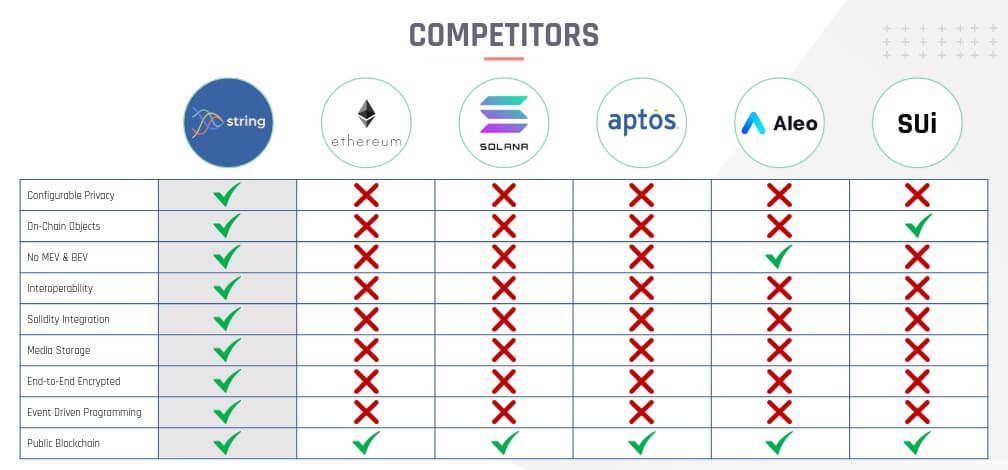 COMPETITORS
string ethereum SOLANA aptos Aleo SUi
Configurable Privacy
On-Chain Objects
No MEV & BEV
Interoperability
Solidity Integration
Media Storage
End-to-End Encrypted
Event Driven Programming
Public Blockchain